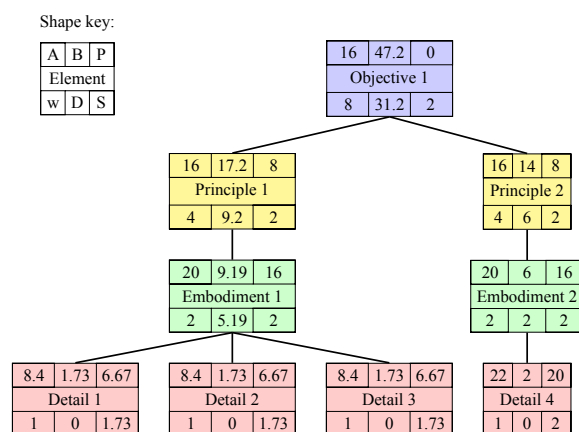 Shape key:
A B P
Element
w D S
16 47.2 0
Objective 1
8 31.2 2
16 17.2 8
Principle 1
4 9.2 2
16 14 8
Principle 2
4 6 2
20 9.19 16
Embodiment 1
2 5.19 2
20 6 16
Embodiment 2
2 2 2
8.4 1.73 6.67
Detail 1
1 0 1.73
8.4 1.73 6.67
Detail 2
1 0 1.73
8.4 1.73 6.67
Detail 3
1 0 1.73
22 2 20
Detail 4
1 0 2